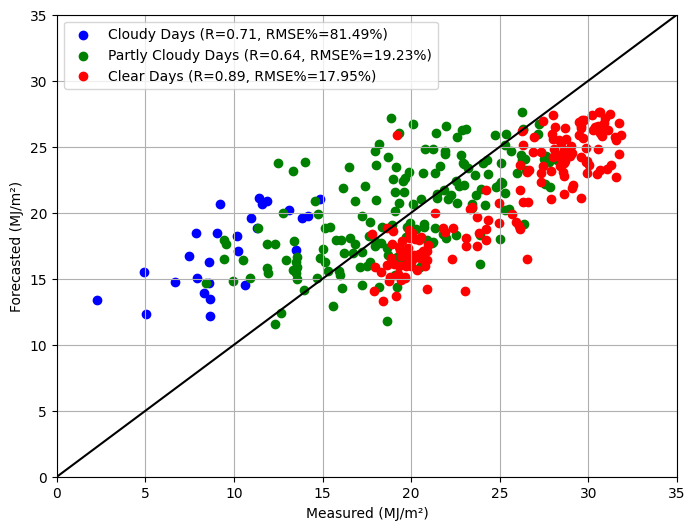 Cloudy Days (R=0.71, RMSE%=81.49%)
Partly Cloudy Days (R=0.64, RMSE%=19.23%)
Clear Days (R=0.89, RMSE%=17.95%)
Forecasted (MJ/m²)
35
30
25
20
15
10
5
0
0 5 10 15 20 25 30 35
Measured (MJ/m²)